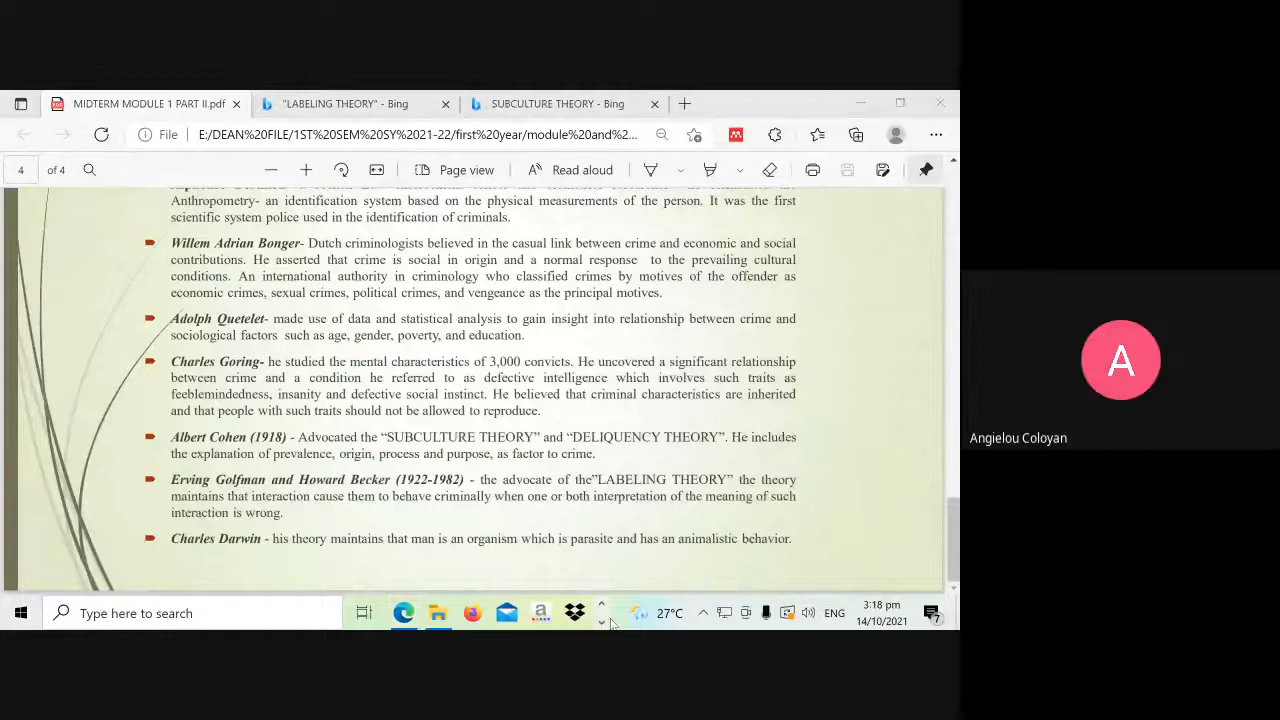 MIDTERM MODULE 1 PART II.pdf
"LABELING THEORY" - Bing
SUBCULTURE THEORY - Bing
File
E:/DEAN%20FILE/1ST%20SEM%20SY%202021-22/first%20year/module%20and%2...
4 of 4
Page view
Read aloud
Anthropometry- an identification system based on the physical measurements of the person. It was the first
scientific system police used in the identification of criminals.
Willem Adrian Bonger- Dutch criminologists believed in the casual link between crime and economic and social
contributions. He asserted that crime is social in origin and a normal response to the prevailing cultural
conditions. An international authority in criminology who classified crimes by motives of the offender as
economic crimes, sexual crimes, political crimes, and vengeance as the principal motives.
Adolph Quetelet- made use of data and statistical analysis to gain insight into relationship between crime and
sociological factors such as age, gender, poverty, and education.
Charles Goring- he studied the mental characteristics of 3,000 convicts. He uncovered a significant relationship
between crime and a condition he referred to as defective intelligence which involves such traits as
feeblemindedness, insanity and defective social instinct. He believed that criminal characteristics are inherited
and that people with such traits should not be allowed to reproduce.
Albert Cohen (1918) - Advocated the “SUBCULTURE THEORY” and “DELIQUENCY THEORY”. He includes
the explanation of prevalence, origin, process and purpose, as factor to crime.
Erving Golfman and Howard Becker (1922-1982) - the advocate of the”LABELING THEORY” the theory
maintains that interaction cause them to behave criminally when one or both interpretation of the meaning of such
interaction is wrong.
Charles Darwin - his theory maintains that man is an organism which is parasite and has an animalistic behavior.
Type here to search
27°C
ENG
3:18 pm
14/10/2021
7
A
Angielou Coloyan